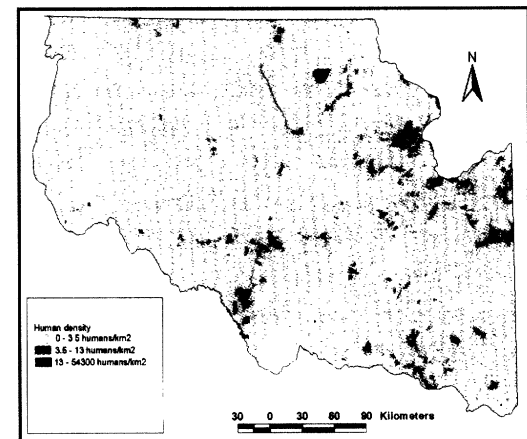 N
Human density
0 - 3.5 humans/km2
3.5 - 13 humans/km2
13 - 54300 humans/km2
30 0 30 60 90 Kilometers